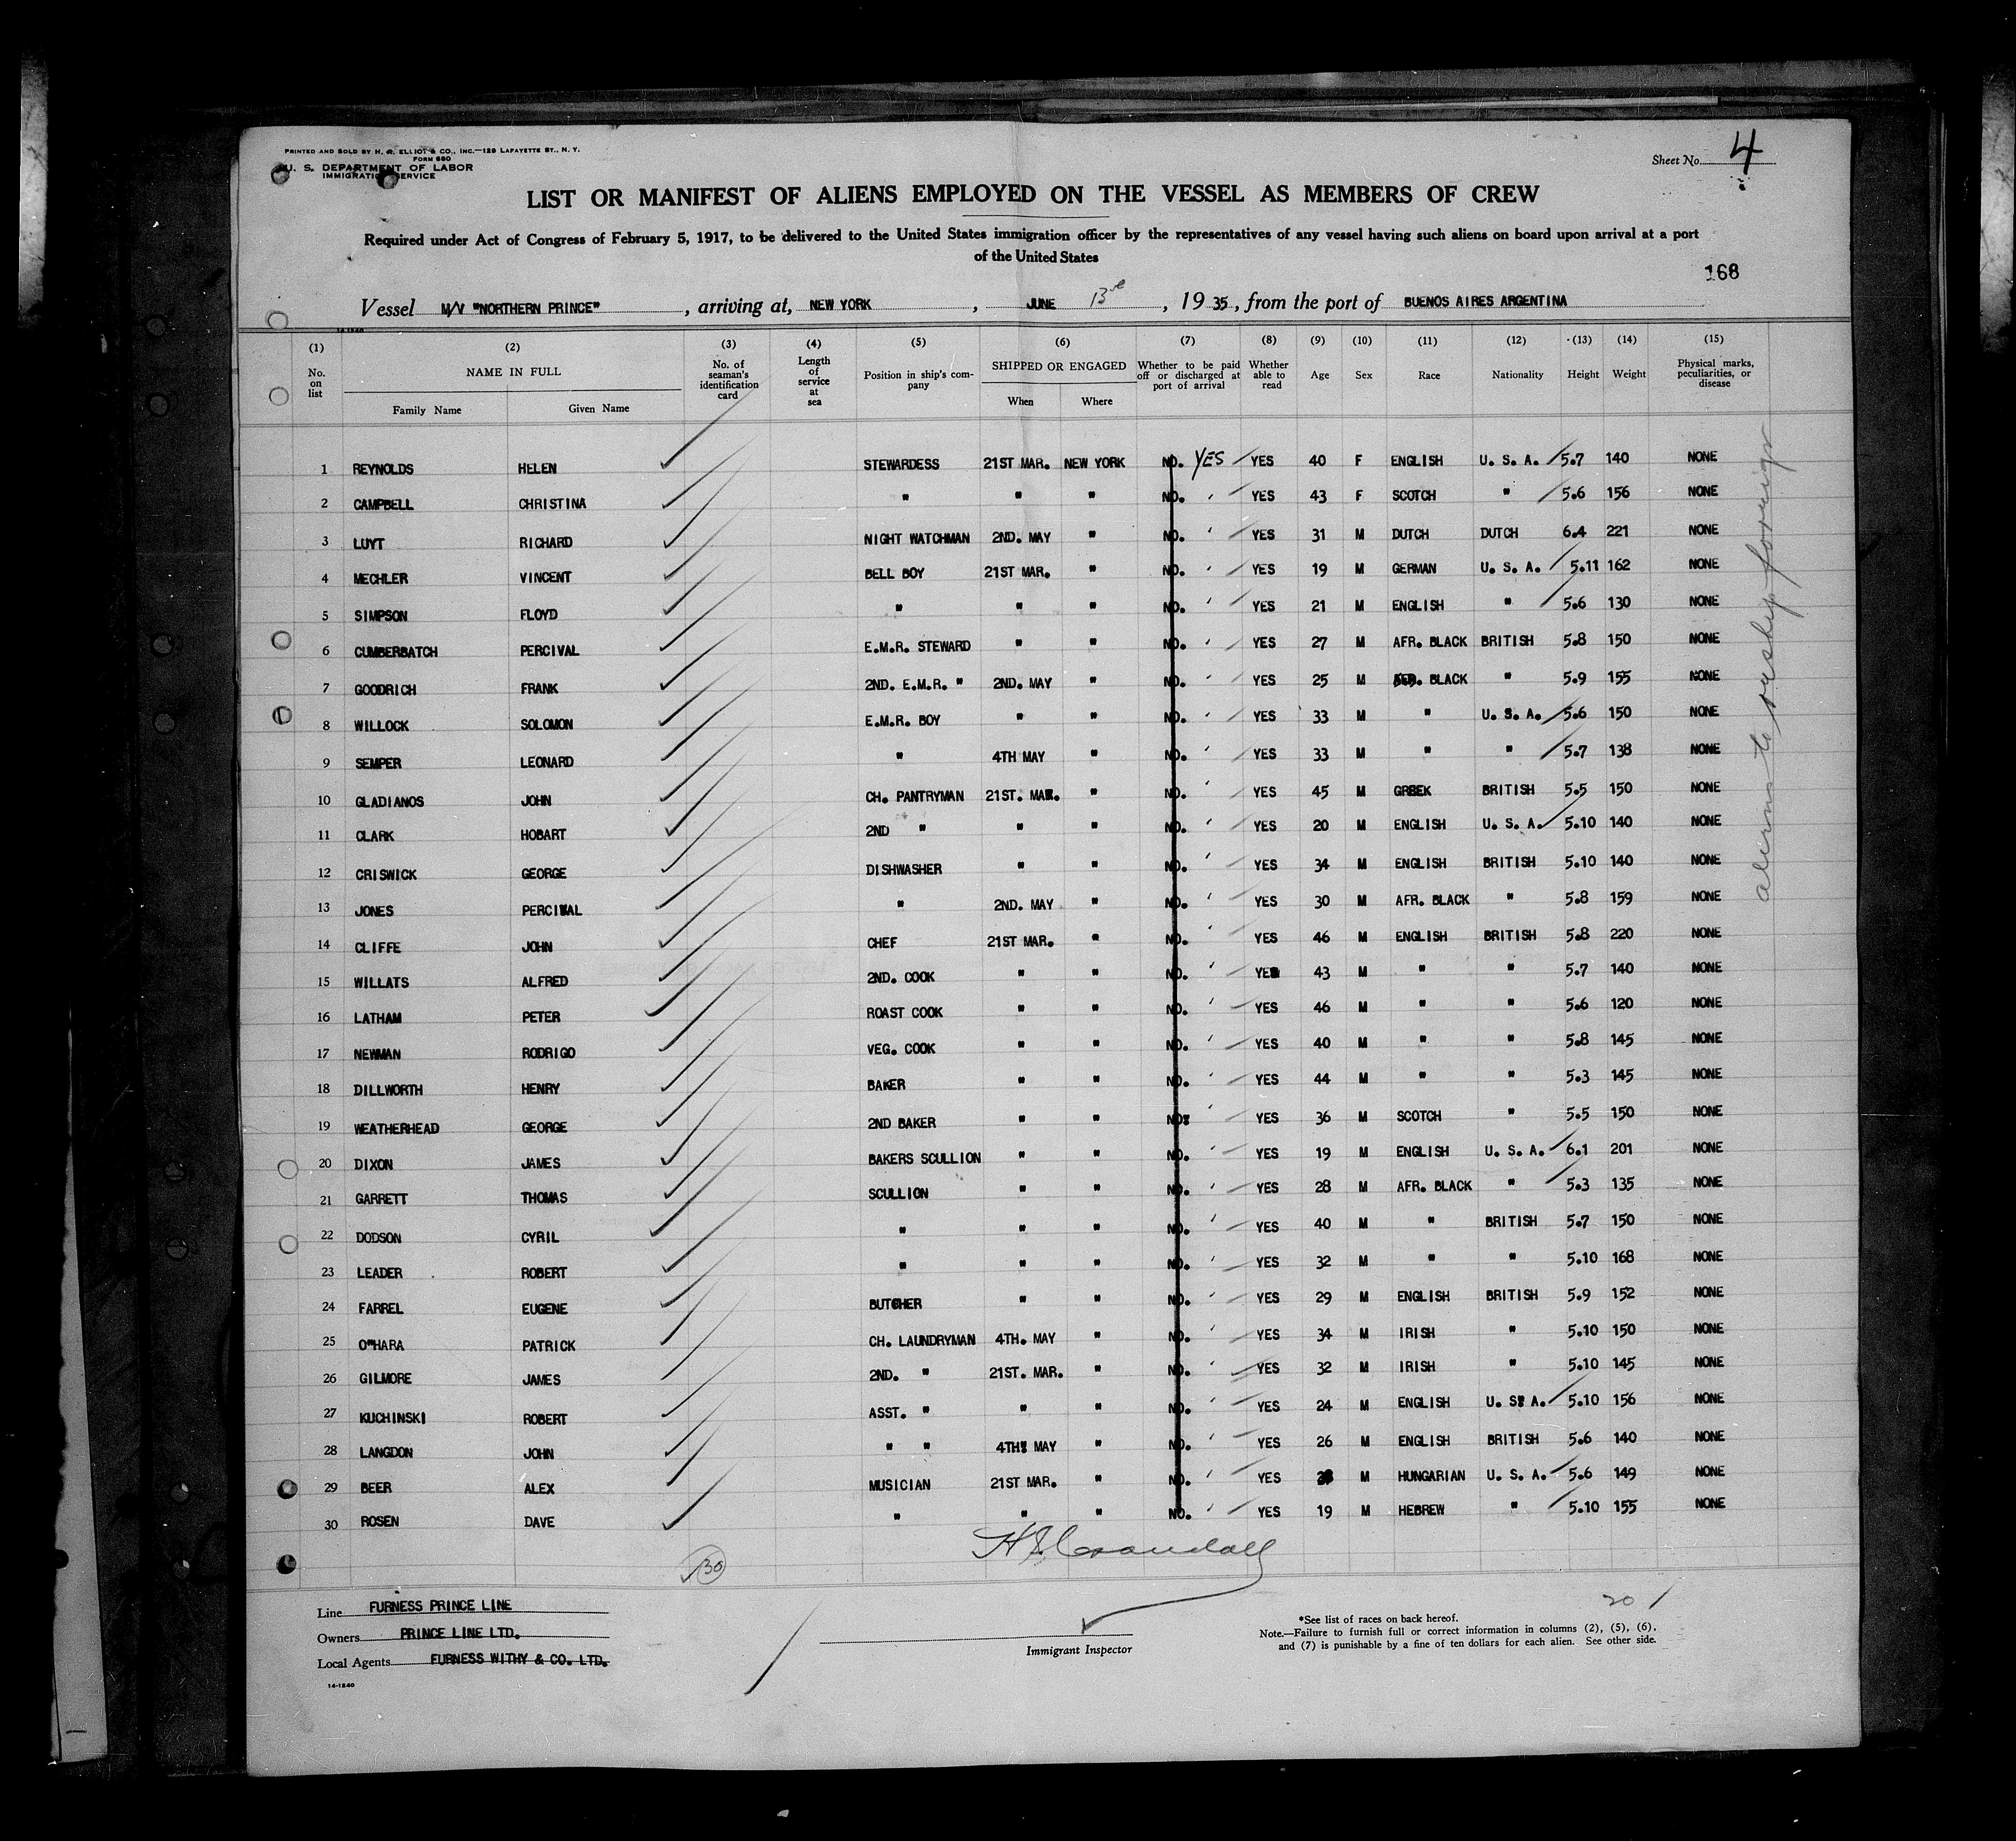 PRINTED AND SOLD BY H. R. ELLIOT & CO., INC.—129 LAFAYETTE ST., N. Y.
FORM 680
U. S. DEPARTMENT OF LABOR
IMMIGRATION SERVICE
Sheet No. 4
LIST OR MANIFEST OF ALIENS EMPLOYED ON THE VESSEL AS MEMBERS OF CREW
Required under Act of Congress of February 5, 1917, to be delivered to the United States immigration officer by the representatives of any vessel having such aliens on board upon arrival at a port
of the United States
168
Vessel M/V "NORTHERN PRINCE", arriving at, NEW YORK, JUNE 13, 1935, from the port of BUENOS AIRES ARGENTINA
14-1240
(1) (2) (3) (4) (5) (6) (7) (8) (9) (10) (11) (12) (13) (14) (15)
No. on list NAME IN FULL Family Name Given Name No. of seaman's identification card Length of service at sea Position in ship's company SHIPPED OR ENGAGED When Where Whether to be paid off or discharged at port of arrival Whether able to read Age Sex Race Nationality Height Weight Physical marks, peculiarities, or disease
1 REYNOLDS HELEN STEWARDESS 21ST MAR. NEW YORK NO. YES YES 40 F ENGLISH U. S. A. 5.7 140 NONE
2 CAMPBELL CHRISTINA " " " NO. YES 43 F SCOTCH " 5.6 156 NONE
3 LUYT RICHARD NIGHT WATCHMAN 2ND. MAY " NO. YES 31 M DUTCH DUTCH 6.4 221 NONE
4 MECHLER VINCENT BELL BOY 21ST MAR. " NO. YES 19 M GERMAN U. S. A. 5.11 162 NONE
5 SIMPSON FLOYD " " " NO. YES 21 M ENGLISH " 5.6 130 NONE
6 CUMBERBATCH PERCIVAL E.M.R. STEWARD " " NO. YES 27 M AFR. BLACK BRITISH 5.8 150 NONE
7 GOODRICH FRANK 2ND. E.M.R. " 2ND. MAY " NO. YES 25 M BLACK " 5.9 155 NONE
8 WILLOCK SOLOMON E.M.R. BOY " " NO. YES 33 M " U. S. A. 5.6 150 NONE
9 SEMPER LEONARD " 4TH MAY " NO. YES 33 M " " 5.7 138 NONE
10 GLADIANOS JOHN CH. PANTRYMAN 21ST. MAR. " NO. YES 45 M GREEK BRITISH 5.5 150 NONE
11 CLARK HOBART 2ND " " " NO. YES 20 M ENGLISH U. S. A. 5.10 140 NONE
12 CRISWICK GEORGE DISHWASHER " " NO. YES 34 M ENGLISH BRITISH 5.10 140 NONE
13 JONES PERCIVAL " 2ND. MAY " NO. YES 30 M AFR. BLACK " 5.8 159 NONE
14 CLIFFE JOHN CHEF 21ST MAR. " NO. YES 46 M ENGLISH BRITISH 5.8 220 NONE
15 WILLATS ALFRED 2ND. COOK " " NO. YES 43 M " " 5.7 140 NONE
16 LATHAM PETER ROAST COOK " " NO. YES 46 M " " 5.6 120 NONE
17 NEWMAN RODRIGO VEG. COOK " " NO. YES 40 M " " 5.8 145 NONE
18 DILLWORTH HENRY BAKER " " NO. YES 44 M " " 5.3 145 NONE
19 WEATHERHEAD GEORGE 2ND BAKER " " NO. YES 36 M SCOTCH " 5.5 150 NONE
20 DIXON JAMES BAKERS SCULLION " " NO. YES 19 M ENGLISH U. S. A. 6.1 201 NONE
21 GARRETT THOMAS SCULLION " " NO. YES 28 M AFR. BLACK " 5.3 135 NONE
22 DODSON CYRIL " " " NO. YES 40 M " BRITISH 5.7 150 NONE
23 LEADER ROBERT " " " NO. YES 32 M " " 5.10 168 NONE
24 FARREL EUGENE BUTCHER " " NO. YES 29 M ENGLISH BRITISH 5.9 152 NONE
25 O"HARA PATRICK CH. LAUNDRYMAN 4TH. MAY " NO. YES 34 M IRISH " 5.10 150 NONE
26 GILMORE JAMES 2ND. " 21ST. MAR. " NO. YES 32 M IRISH " 5.10 145 NONE
27 KUCHINSKI ROBERT ASST. " " " NO. YES 24 M ENGLISH U. S. A. 5.10 156 NONE
28 LANGDON JOHN " " 4TH. MAY " NO. YES 26 M ENGLISH BRITISH 5.6 140 NONE
29 BEER ALEX MUSICIAN 21ST MAR. " NO. YES M HUNGARIAN U. S. A. 5.6 149 NONE
30 ROSEN DAVE " " " NO. YES 19 M HEBREW " 5.10 155 NONE
aliens to reship foreign
H S Crandall
30
20 1
Line FURNESS PRINCE LINE
Owners PRINCE LINE LTD.
Local Agents FURNESS WITHY & CO. LTD.
14-1240
Immigrant Inspector
*See list of races on back hereof.
Note.—Failure to furnish full or correct information in columns (2), (5), (6),
and (7) is punishable by a fine of ten dollars for each alien. See other side.